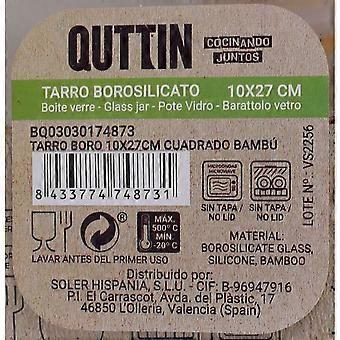 QUTTIN
COCINANDO
JUNTOS
TARRO BOROSILICATO 10X27 CM
Boite verre - Glass jar - Pote Vidro - Barattolo vetro
BQ03030174873
TARRO BORO 10X27CM CUADRADO BAMBÚ
8 433774 748731
MICROONDAS
MICROWAVE
SIN TAPA/
NO LID
SIN TAPA/
NO LID
LOTE Nº: VS2256
MÁX.
500°C
MIN.
-20°C
LAVAR ANTES DEL PRIMER USO
MATERIAL:
BOROSILICATE GLASS,
SILICONE, BAMBOO
Distribuido por:
SOLER HISPANIA, S.L.U. - CIF: B-96947916
P.I. El Carrascot, Avda. del Plàstic, 17
46850 L'Olleria, Valencia (Spain)